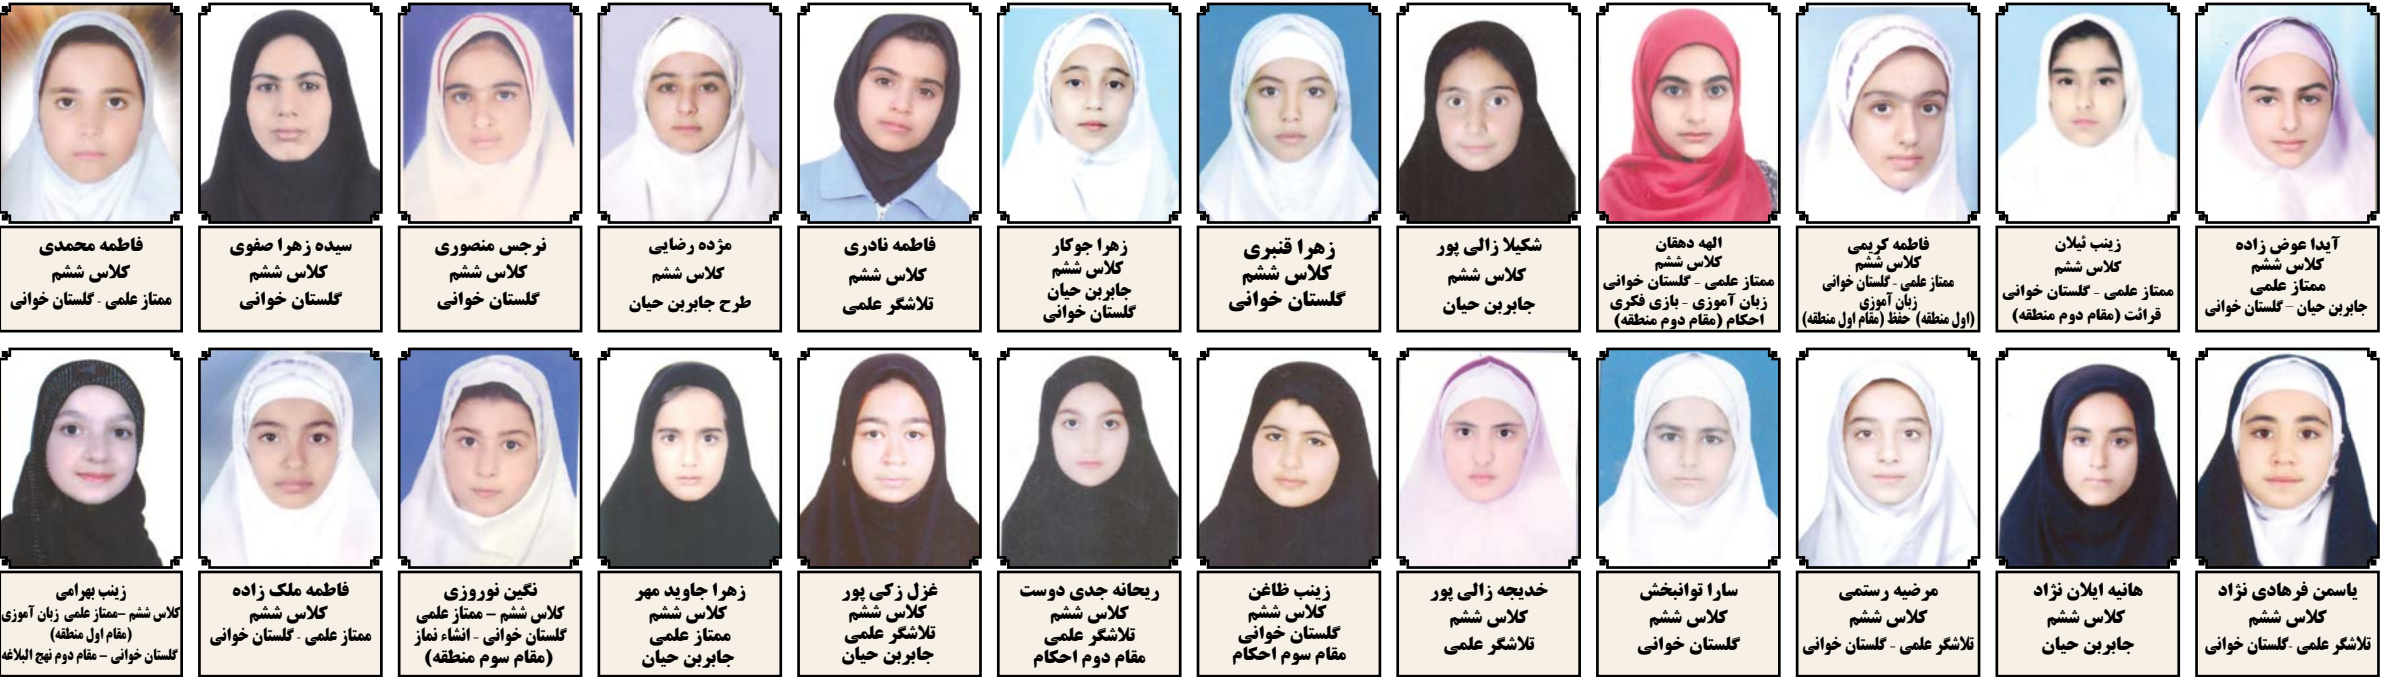 آیدا عوض زاده
کلاس ششم
ممتاز علمی
جابربن حیان – گلستان خوانی
زینب ئیلان
کلاس ششم
ممتاز علمی - گلستان خوانی
قرائت (مقام دوم منطقه)
فاطمه کریمی
کلاس ششم
ممتاز علمی - گلستان خوانی
زبان آموزی
(اول منطقه) حفظ (مقام اول منطقه)
الهه دهقان
کلاس ششم
ممتاز علمی - گلستان خوانی
زبان آموزی - بازی فکری
احکام (مقام دوم منطقه)
شکیلا زالی پور
کلاس ششم
جابربن حیان
زهرا قنبری
کلاس ششم
گلستان خوانی
زهرا جوکار
کلاس ششم
جابربن حیان
گلستان خوانی
فاطمه نادری
کلاس ششم
تلاشگر علمی
مژده رضایی
کلاس ششم
طرح جابربن حیان
نرجس منصوری
کلاس ششم
گلستان خوانی
سیده زهرا صفوی
کلاس ششم
گلستان خوانی
فاطمه محمدی
کلاس ششم
ممتاز علمی - گلستان خوانی
یاسمن فرهادی نژاد
کلاس ششم
تلاشگر علمی -گلستان خوانی
هانیه ایلان نژاد
کلاس ششم
جابربن حیان
مرضیه رستمی
کلاس ششم
تلاشگر علمی - گلستان خوانی
سارا توانبخش
کلاس ششم
گلستان خوانی
خدیجه زالی پور
کلاس ششم
تلاشگر علمی
زینب طاغن
کلاس ششم
گلستان خوانی
مقام سوم احکام
ریحانه جدی دوست
کلاس ششم
تلاشگر علمی
مقام دوم احکام
غزل زکی پور
کلاس ششم
تلاشگر علمی
جابربن حیان
زهرا جاوید مهر
کلاس ششم
ممتاز علمی
جابربن حیان
نگین نوروزی
کلاس ششم – ممتاز علمی
گلستان خوانی - انشاء نماز
(مقام سوم منطقه)
فاطمه ملک زاده
کلاس ششم
ممتاز علمی - گلستان خوانی
زینب بهرامی
کلاس ششم –ممتاز علمی زبان آموزی
(مقام اول منطقه)
گلستان خوانی – مقام دوم نهج البلاغه